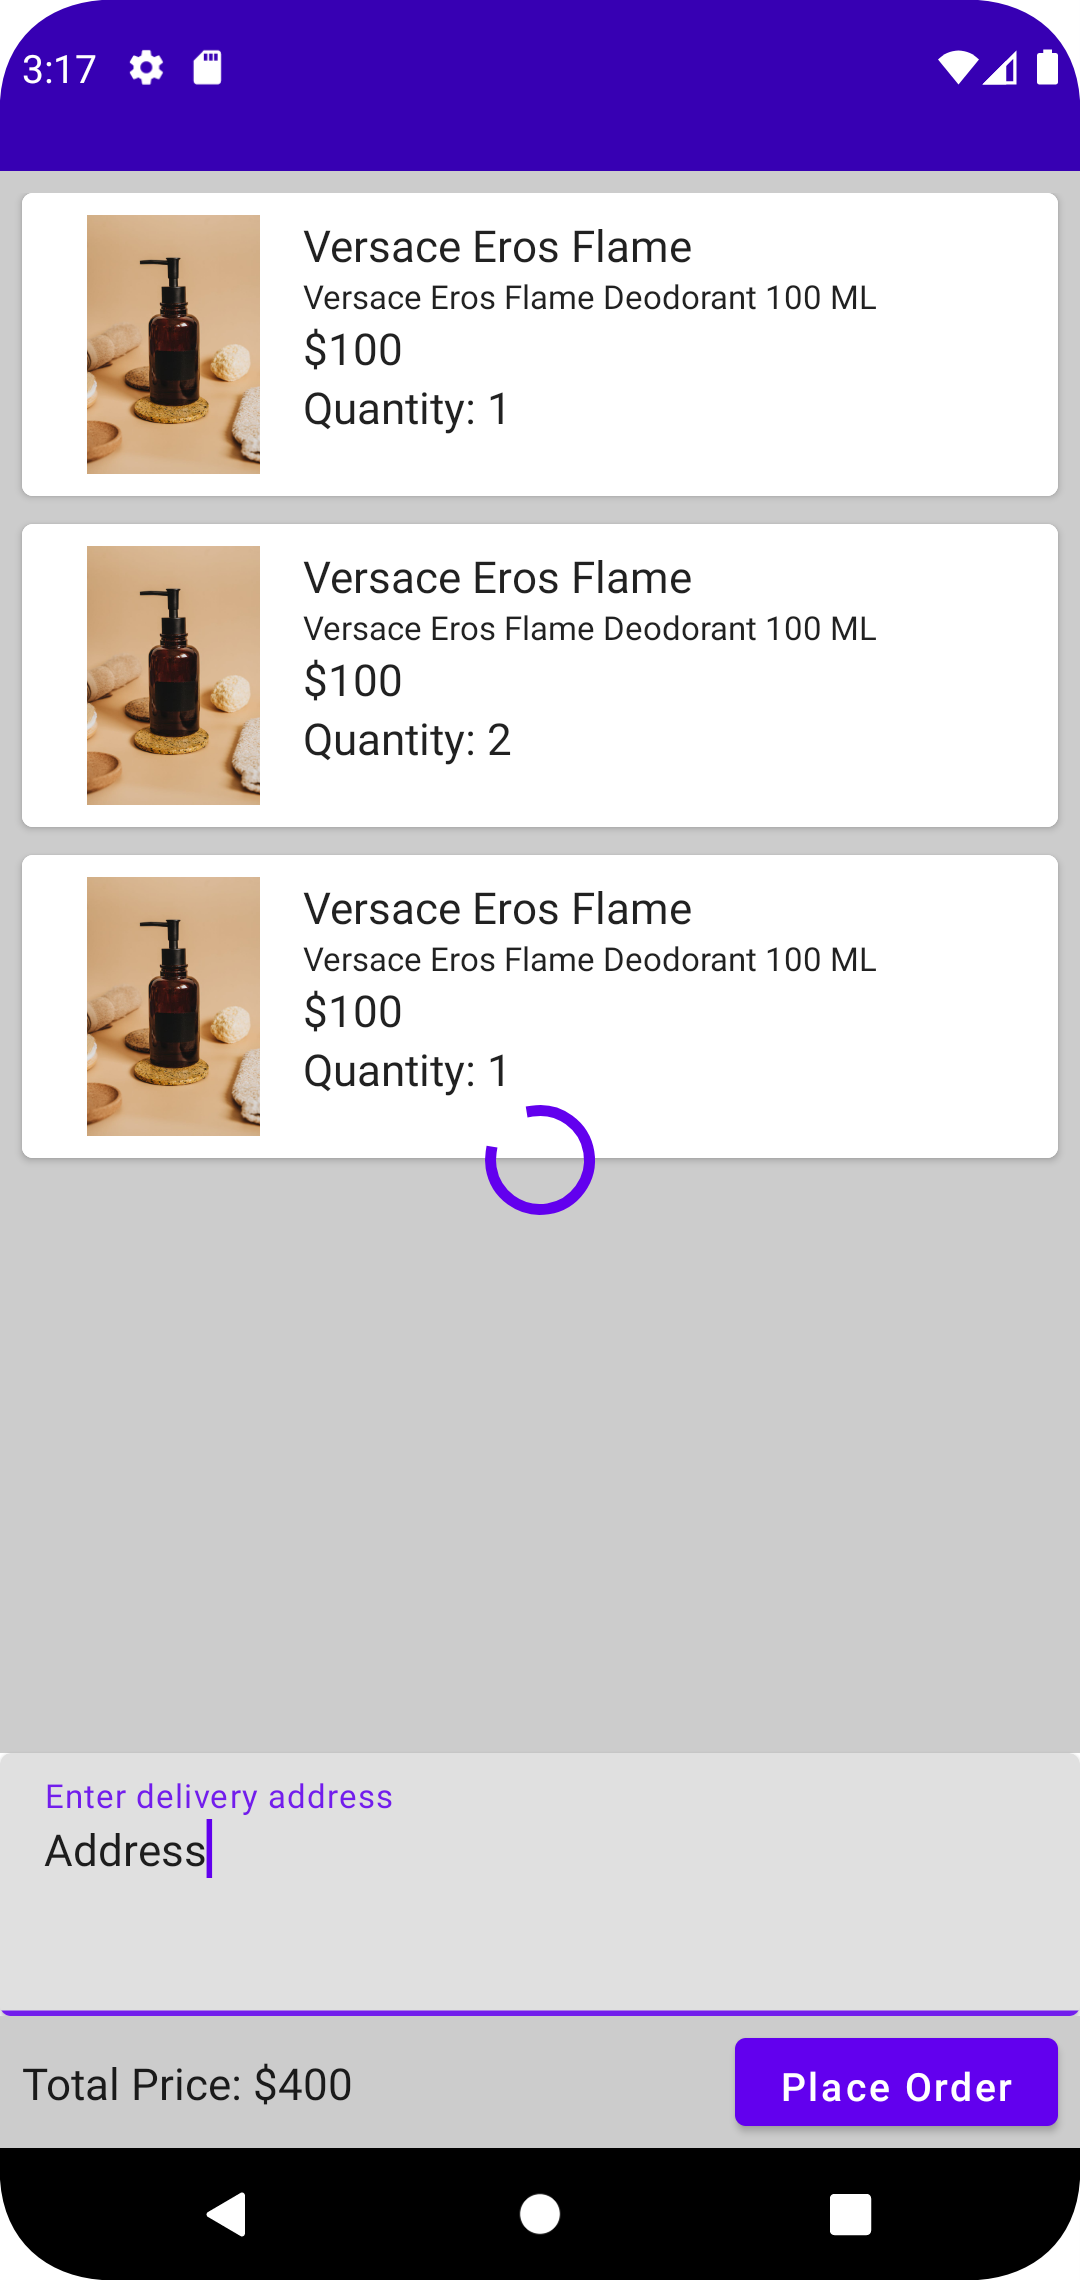 3:17
Versace Eros Flame
Versace Eros Flame Deodorant 100 ML
$100
Quantity: 1
Versace Eros Flame
Versace Eros Flame Deodorant 100 ML
$100
Quantity: 2
Versace Eros Flame
Versace Eros Flame Deodorant 100 ML
$100
Quantity: 1
Enter delivery address
Address
Total Price: $400
Place Order